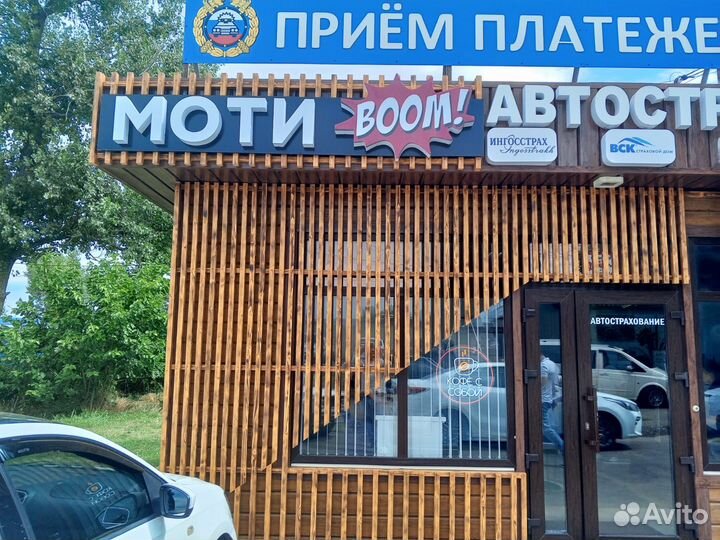 ПРИЁМ ПЛАТЕЖЕ
МОТИ BOOM! АВТОСТР
ИНГОССТРАХ
Ingosstrakh
ВСК СТРАХОВОЙ ДОМ
АВТОСТРАХОВАНИЕ
КОФЕ С
СОБОЙ
Avito